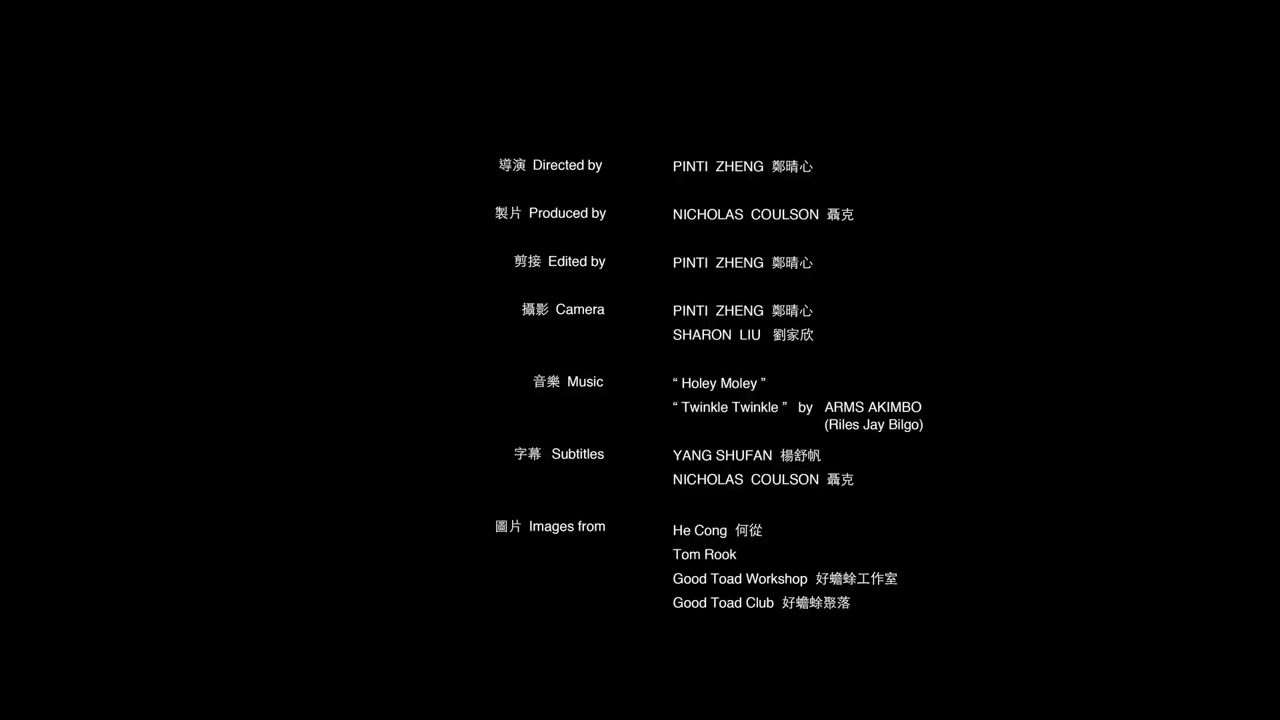 導演 Directed by PINTI ZHENG 鄭晴心
製片 Produced by NICHOLAS COULSON 聶克
剪接 Edited by PINTI ZHENG 鄭晴心
攝影 Camera PINTI ZHENG 鄭晴心
SHARON LIU 劉家欣
音樂 Music “ Holey Moley ”
“ Twinkle Twinkle ” by ARMS AKIMBO
(Riles Jay Bilgo)
字幕 Subtitles YANG SHUFAN 楊舒帆
NICHOLAS COULSON 聶克
圖片 Images from He Cong 何從
Tom Rook
Good Toad Workshop 好蟾蜍工作室
Good Toad Club 好蟾蜍聚落